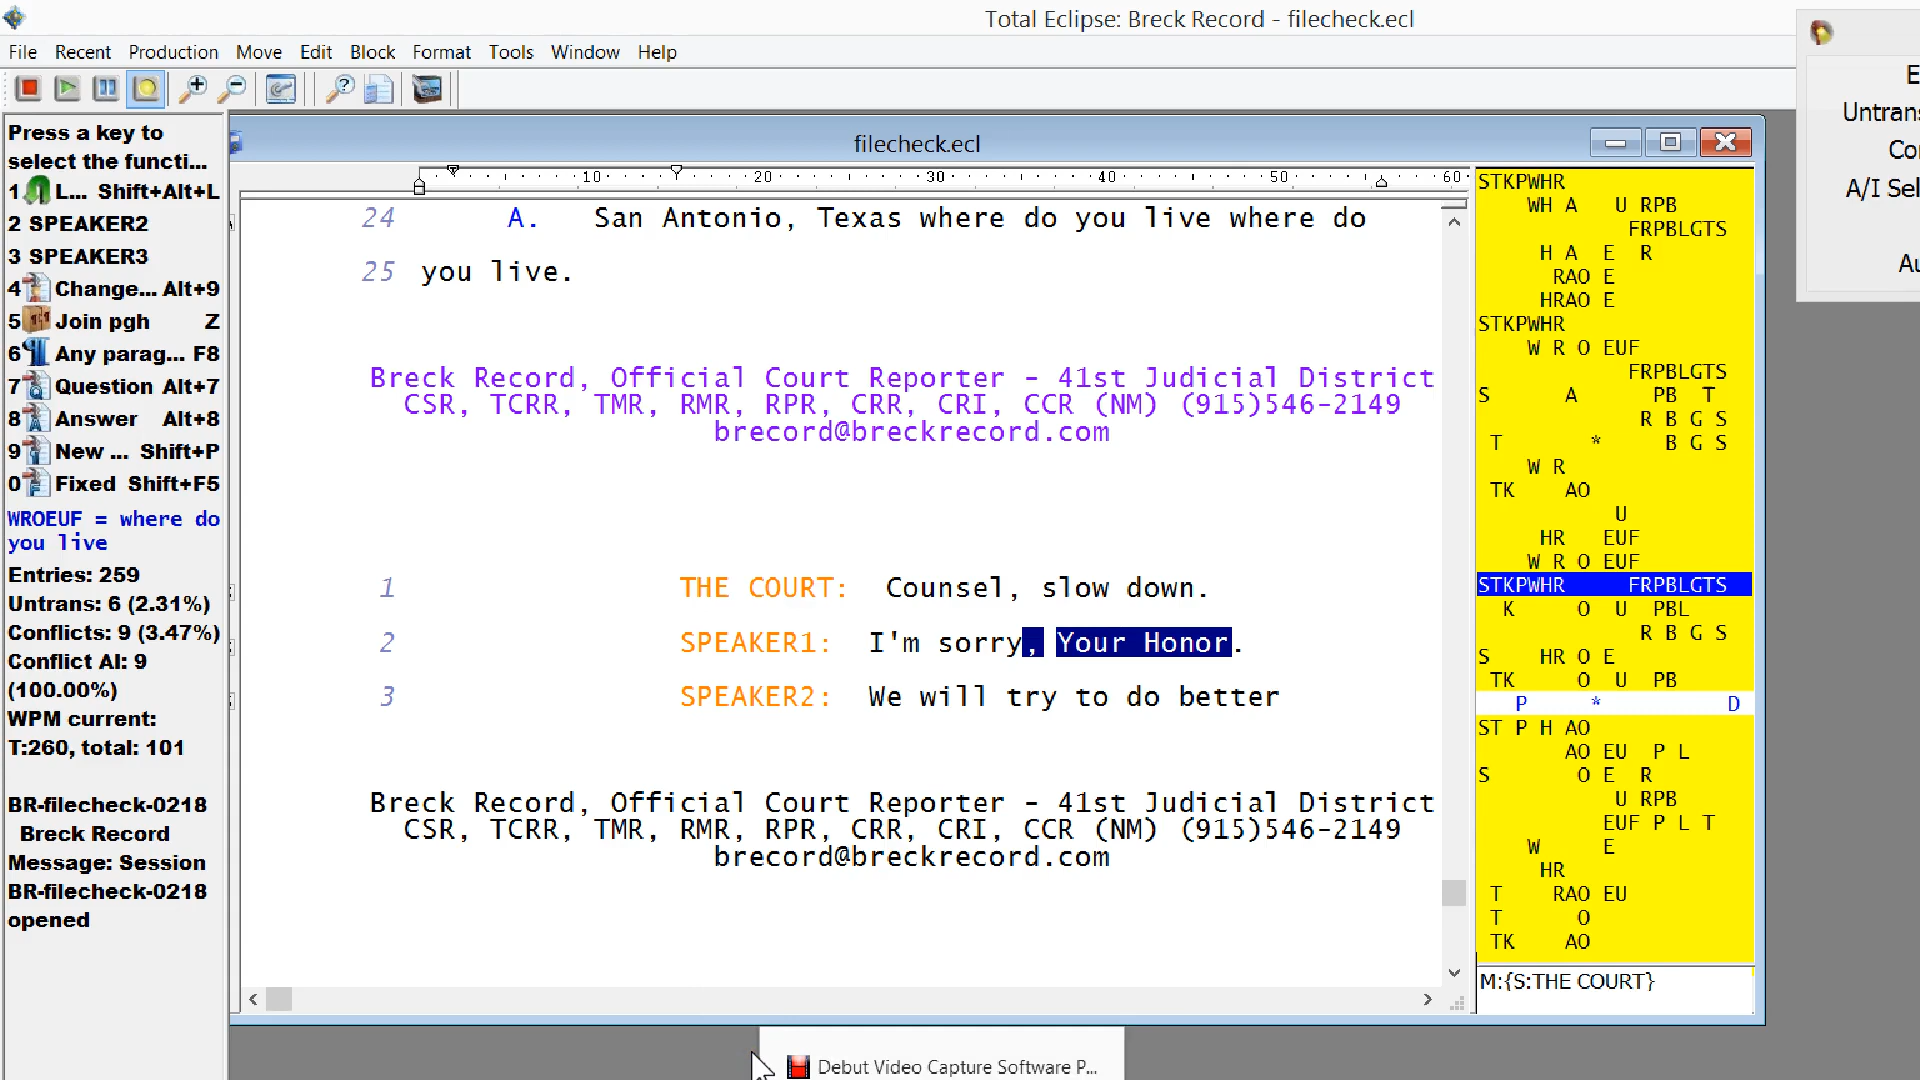 Total Eclipse: Breck Record - filecheck.ecl
File Recent Production Move Edit Block Format Tools Window Help
Press a key to
select the functi...
1 L... Shift+Alt+L
2 SPEAKER2
3 SPEAKER3
4 Change... Alt+9
5 Join pgh Z
6 Any parag... F8
7 Question Alt+7
8 Answer Alt+8
9 New ... Shift+P
0 Fixed Shift+F5
WROEUF = where do
you live
Entries: 259
Untrans: 6 (2.31%)
Conflicts: 9 (3.47%)
Conflict AI: 9
(100.00%)
WPM current:
T:260, total: 101
BR-filecheck-0218
Breck Record
Message: Session
BR-filecheck-0218
opened
filecheck.ecl
10 20 30 40 50 60
24 A. San Antonio, Texas where do you live where do
25 you live.
Breck Record, Official Court Reporter - 41st Judicial District
CSR, TCRR, TMR, RMR, RPR, CRR, CRI, CCR (NM) (915)546-2149
brecord@breckrecord.com
1 THE COURT: Counsel, slow down.
2 SPEAKER1: I'm sorry, Your Honor.
3 SPEAKER2: We will try to do better
Breck Record, Official Court Reporter - 41st Judicial District
CSR, TCRR, TMR, RMR, RPR, CRR, CRI, CCR (NM) (915)546-2149
brecord@breckrecord.com
STKPWHR
WH A U RPB
FRPBLGTS
H A E R
RAO E
HRAO E
STKPWHR
W R O EUF
FRPBLGTS
S A PB T
R B G S
T * B G S
W R
TK AO
U
HR EUF
W R O EUF
STKPWHR FRPBLGTS
K O U PBL
R B G S
S HR O E
TK O U PB
P * D
ST P H AO
AO EU P L
S O E R
U RPB
EUF P L T
W E
HR
T RAO EU
T O
TK AO
M:{S:THE COURT}
E
Untrans
Con
A/I Sel
Au
Debut Video Capture Software P...